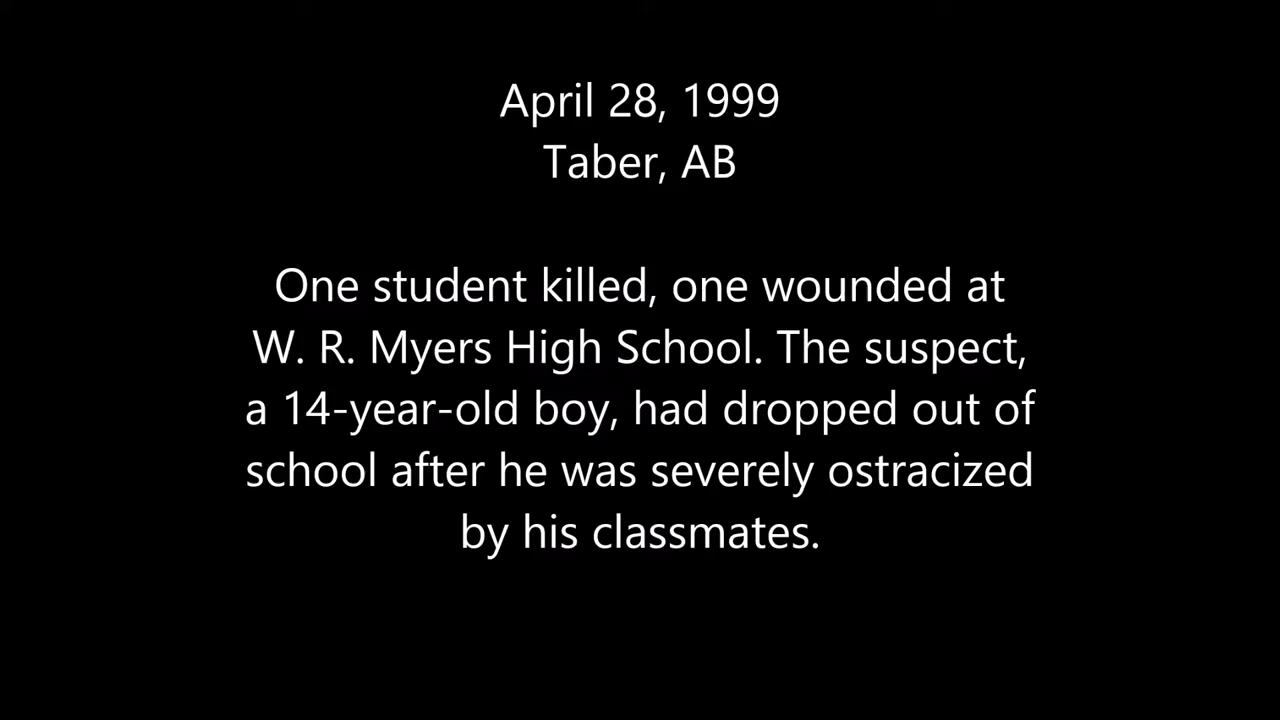 April 28, 1999
Taber, AB
One student killed, one wounded at
W. R. Myers High School. The suspect,
a 14-year-old boy, had dropped out of
school after he was severely ostracized
by his classmates.